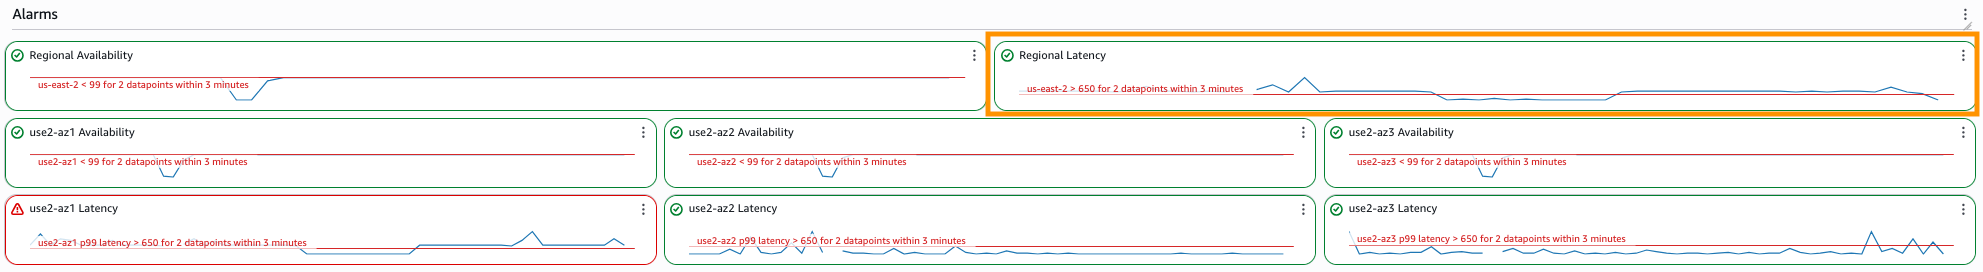 Alarms
Regional Availability
us-east-2 < 99 for 2 datapoints within 3 minutes
Regional Latency
us-east-2 > 650 for 2 datapoints within 3 minutes
use2-az1 Availability
use2-az1 < 99 for 2 datapoints within 3 minutes
use2-az2 Availability
use2-az2 < 99 for 2 datapoints within 3 minutes
use2-az3 Availability
use2-az3 < 99 for 2 datapoints within 3 minutes
use2-az1 Latency
use2-az1 p99 latency > 650 for 2 datapoints within 3 minutes
use2-az2 Latency
use2-az2 p99 latency > 650 for 2 datapoints within 3 minutes
use2-az3 Latency
use2-az3 p99 latency > 650 for 2 datapoints within 3 minutes